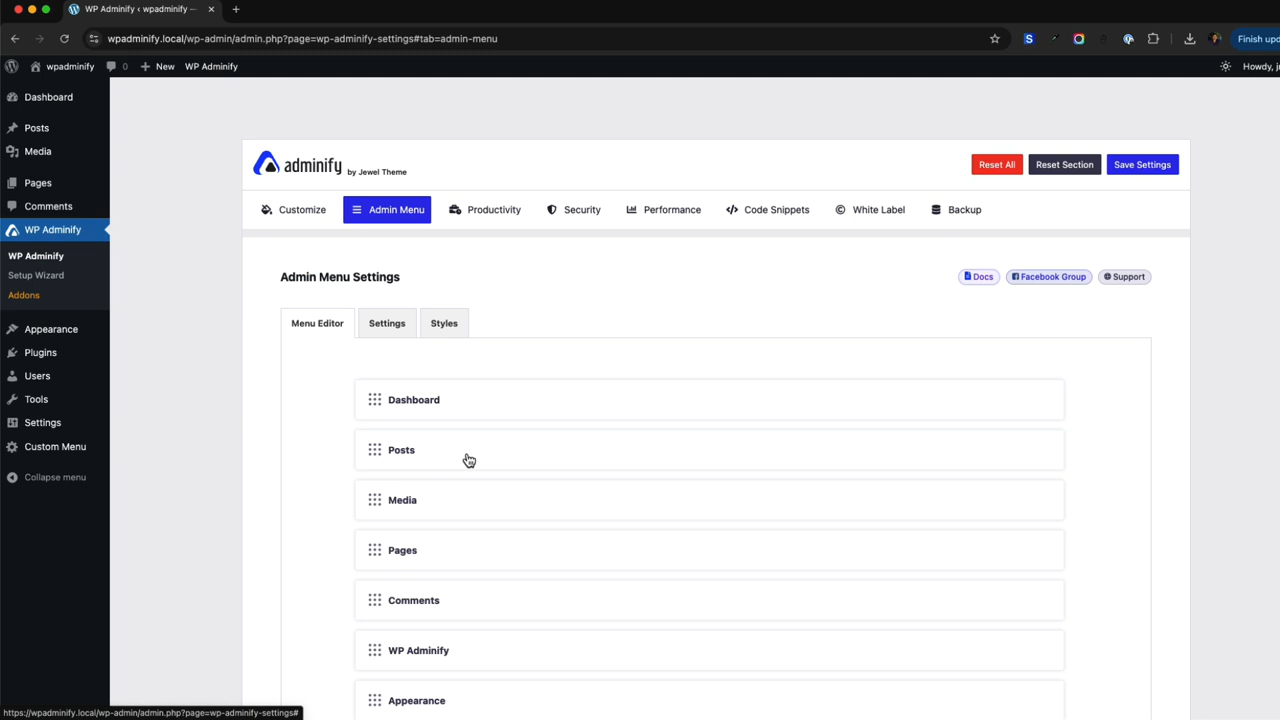 WP Adminify ‹ wpadminify —
wpadminify.local/wp-admin/admin.php?page=wp-adminify-settings#tab=admin-menu
Finish upd
wpadminify 0 New WP Adminify
Howdy, j
Dashboard
Posts
Media
Pages
Comments
WP Adminify
WP Adminify
Setup Wizard
Addons
Appearance
Plugins
Users
Tools
Settings
Custom Menu
Collapse menu
adminify by Jewel Theme
Reset All Reset Section Save Settings
Customize Admin Menu Productivity Security Performance Code Snippets White Label Backup
Admin Menu Settings
Docs Facebook Group Support
Menu Editor Settings Styles
Dashboard
Posts
Media
Pages
Comments
WP Adminify
Appearance
https://wpadminify.local/wp-admin/admin.php?page=wp-adminify-settings#